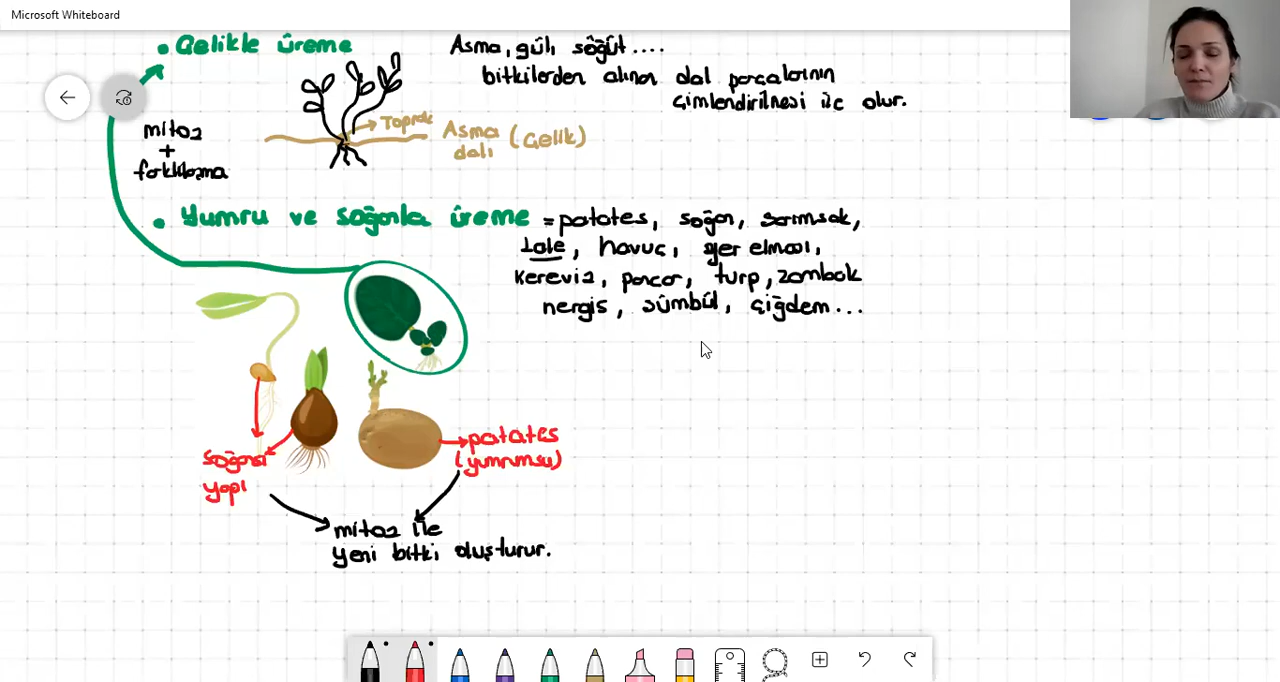 Microsoft Whiteboard
• Çelikle üreme
Asma, gül, söğüt....
bitkilerden alınan dal parçalarının
çimlendirilmesi ile olur.
mitoz
+
farklılaşma
Toprak
Asma dalı (Çelik)
• Yumru ve soğanla üreme = patates, soğan, sarımsak,
Lale, havuç, yer elması,
kereviz, pancar, turp, zambak
nergis, sümbül, çiğdem...
soğansı
yapı
patates
(yumrumsu)
mitoz ile
yeni bitki oluşturur.